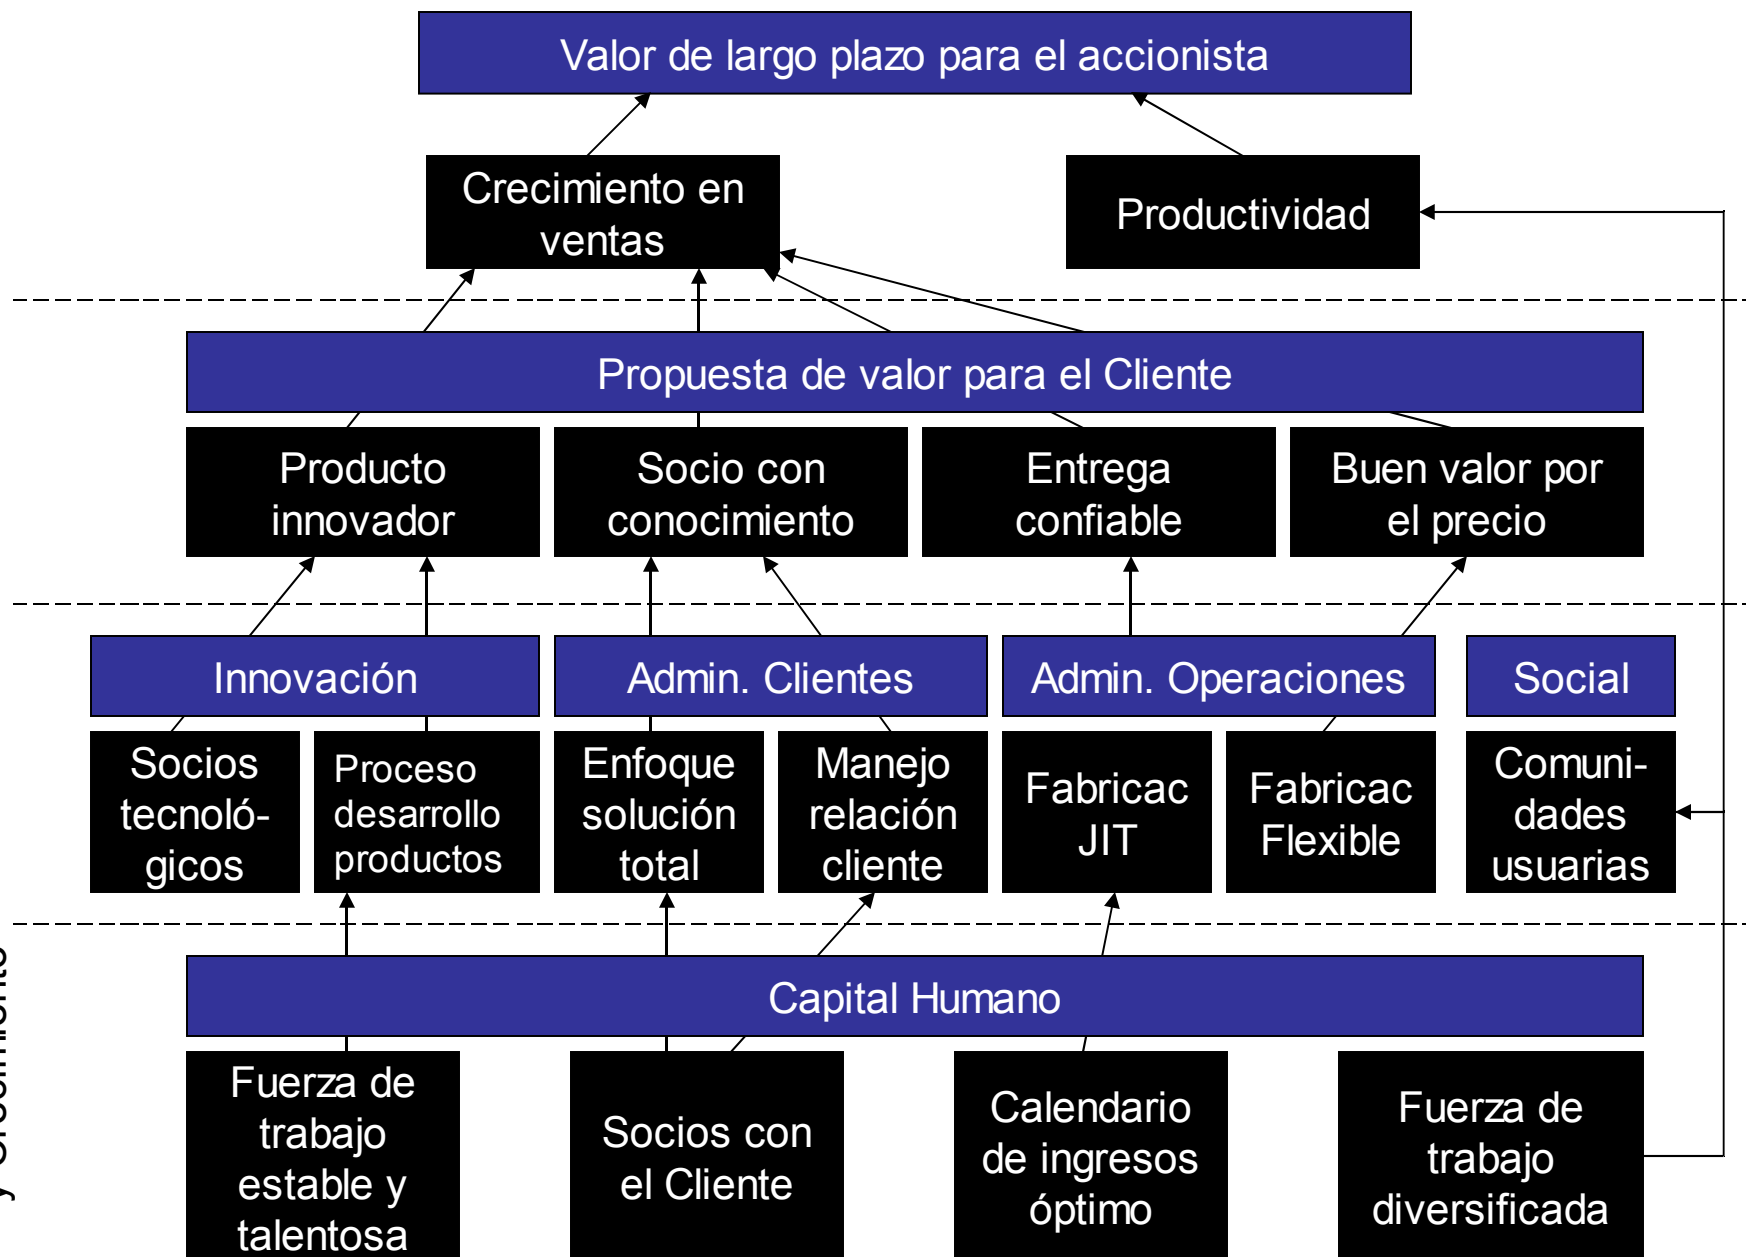 Valor de largo plazo para el accionista
Crecimiento en
ventas
Productividad
Propuesta de valor para el Cliente
Producto
innovador
Socio con
conocimiento
Entrega
confiable
Buen valor por
el precio
Innovación
Admin. Clientes
Admin. Operaciones
Social
Socios
tecnoló-
gicos
Proceso
desarrollo
productos
Enfoque
solución
total
Manejo
relación
cliente
Fabricac
JIT
Fabricac
Flexible
Comuni-
dades
usuarias
y Crecimiento
Capital Humano
Fuerza de
trabajo
estable y
talentosa
Socios con
el Cliente
Calendario
de ingresos
óptimo
Fuerza de
trabajo
diversificada